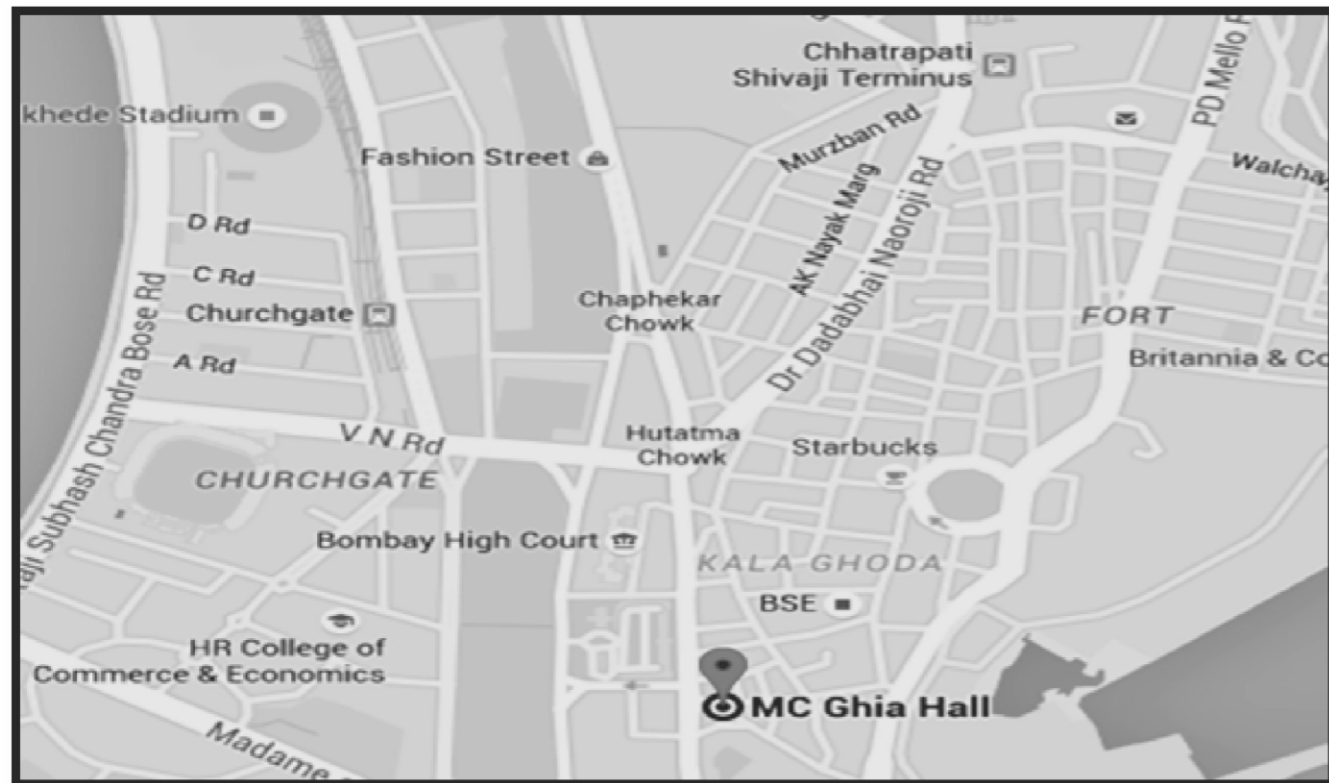 Chhatrapati
Shivaji Terminus
PD Mello
khede Stadium
Murzban Rd
Fashion Street
Walcha
AK Nayak Marg
Dr Dadabhai Naoroji Rd
D Rd
C Rd
Chaphekar
Chowk
Churchgate
FORT
A Rd
Britannia & Co
aji Subhash Chandra Bose Rd
V N Rd
Hutatma
Chowk
Starbucks
CHURCHGATE
Bombay High Court
KALA GHODA
BSE
HR College of
Commerce & Economics
MC Ghia Hall
Madame